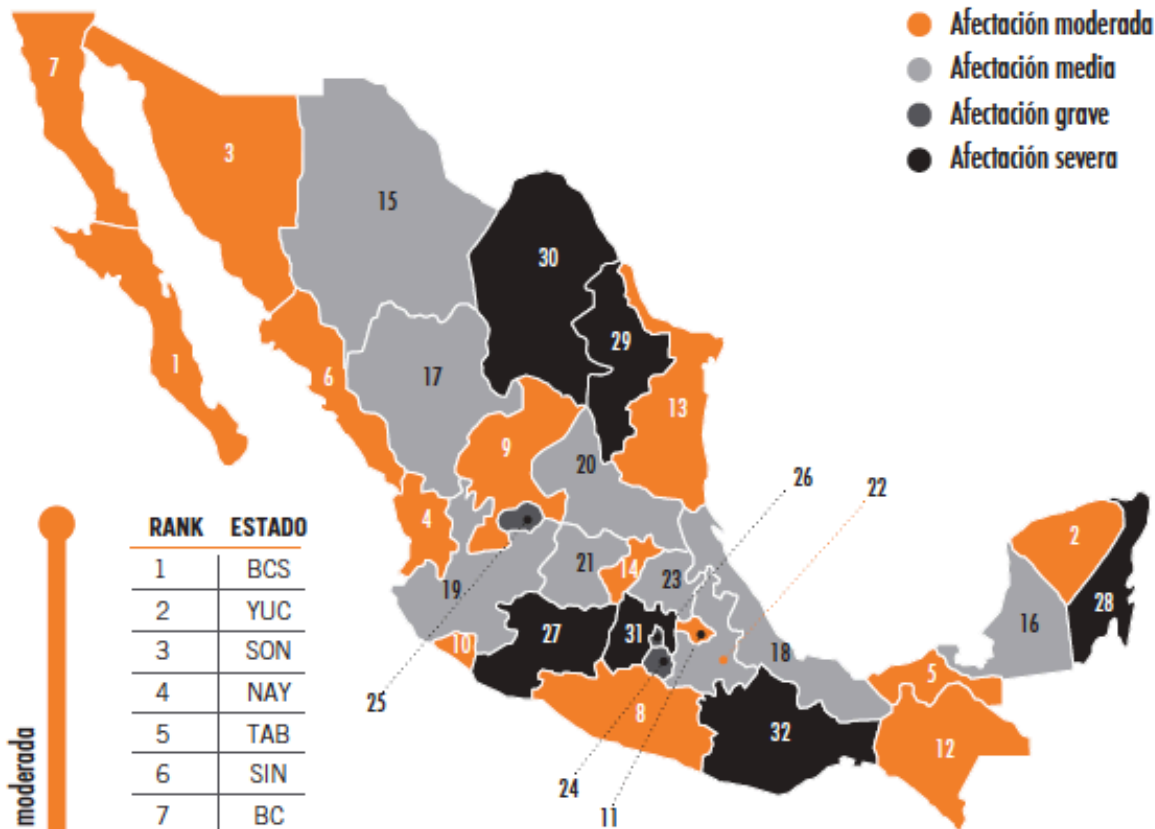 Afectación moderada
Afectación media
Afectación grave
Afectación severa
7
3
15
30
29
1
6
17
13
9
20
26
22
4
2
21
14
23
19
28
16
27
31
10
18
5
25
8
32
12
24
11
moderada
RANK ESTADO
1 BCS
2 YUC
3 SON
4 NAY
5 TAB
6 SIN
7 BC